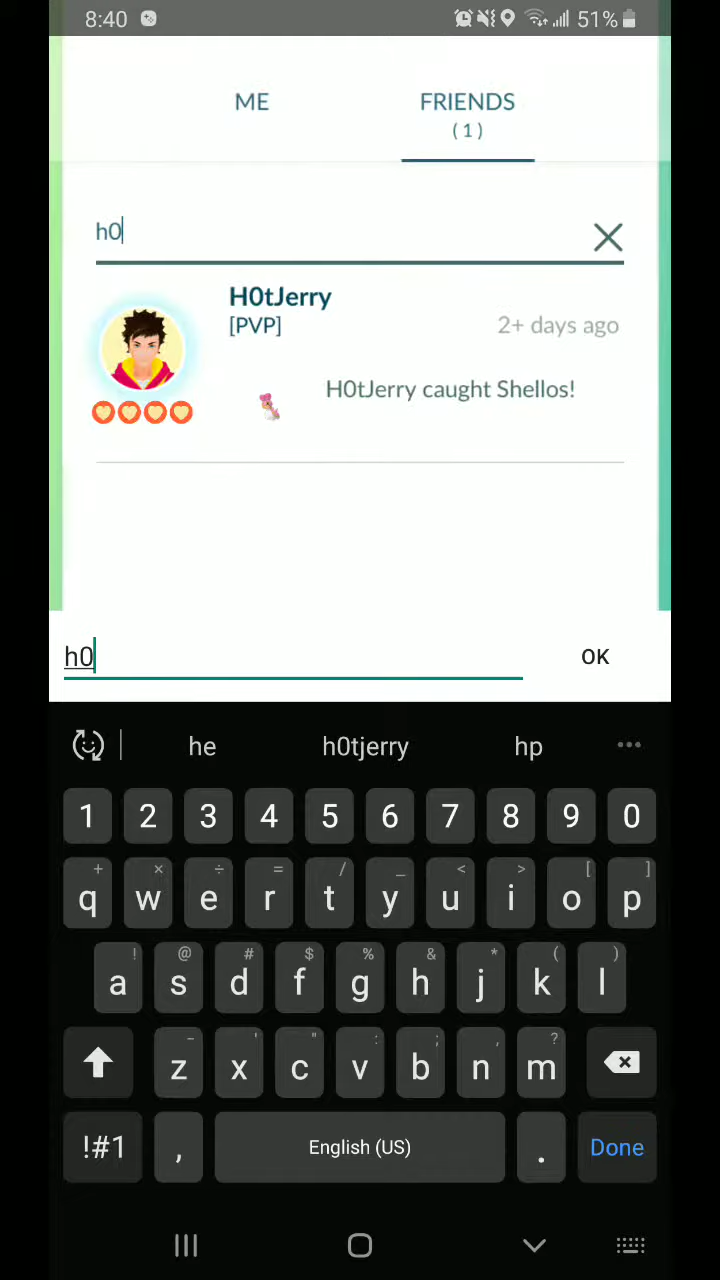 8:40
51%
ME
FRIENDS
( 1 )
h0
H0tJerry
[PVP]
2+ days ago
H0tJerry caught Shellos!
h0
OK
he
h0tjerry
hp
1 2 3 4 5 6 7 8 9 0
+ × ÷ = / _ < > [ ]
q w e r t y u i o p
! @ # $ % & * ( )
a s d f g h j k l
- ' " : ; , ?
z x c v b n m
!#1 , English (US) . Done